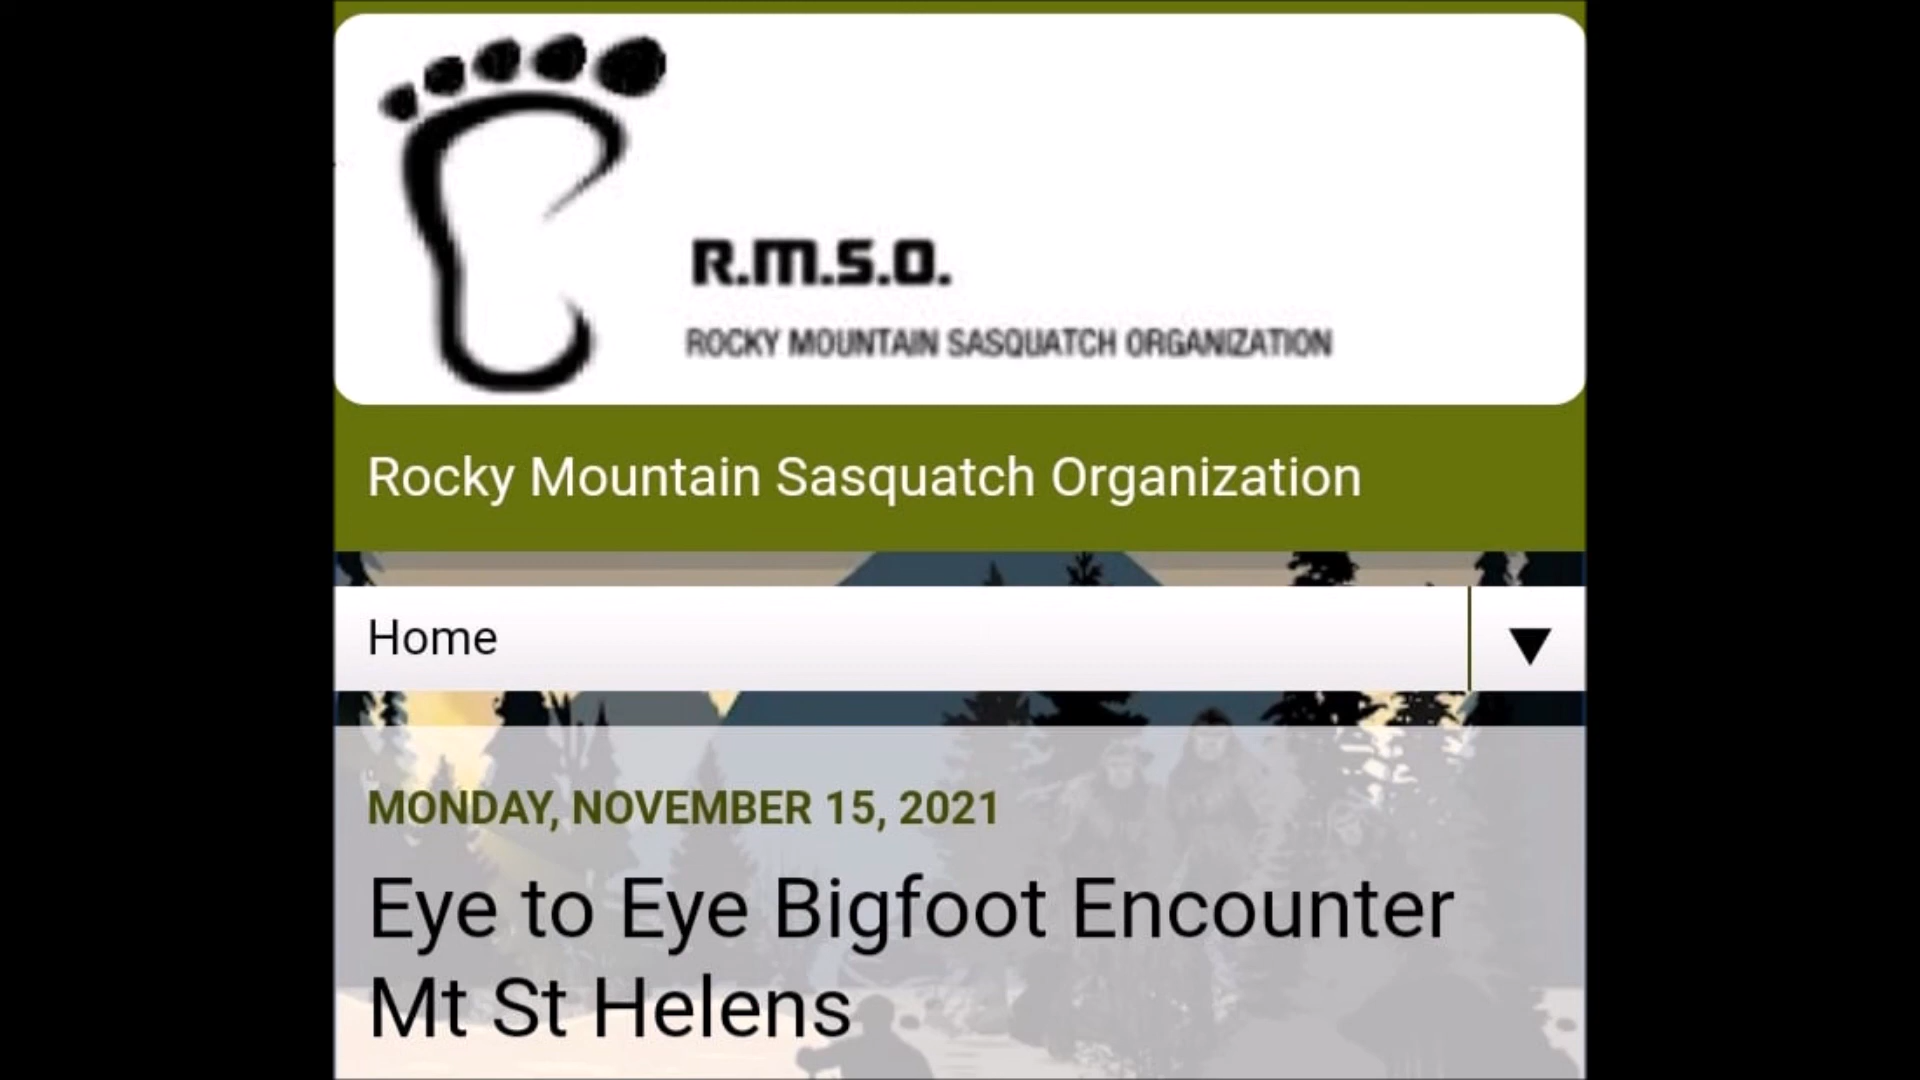 R.M.S.O.
ROCKY MOUNTAIN SASQUATCH ORGANIZATION
Rocky Mountain Sasquatch Organization
Home
MONDAY, NOVEMBER 15, 2021
Eye to Eye Bigfoot Encounter
Mt St Helens